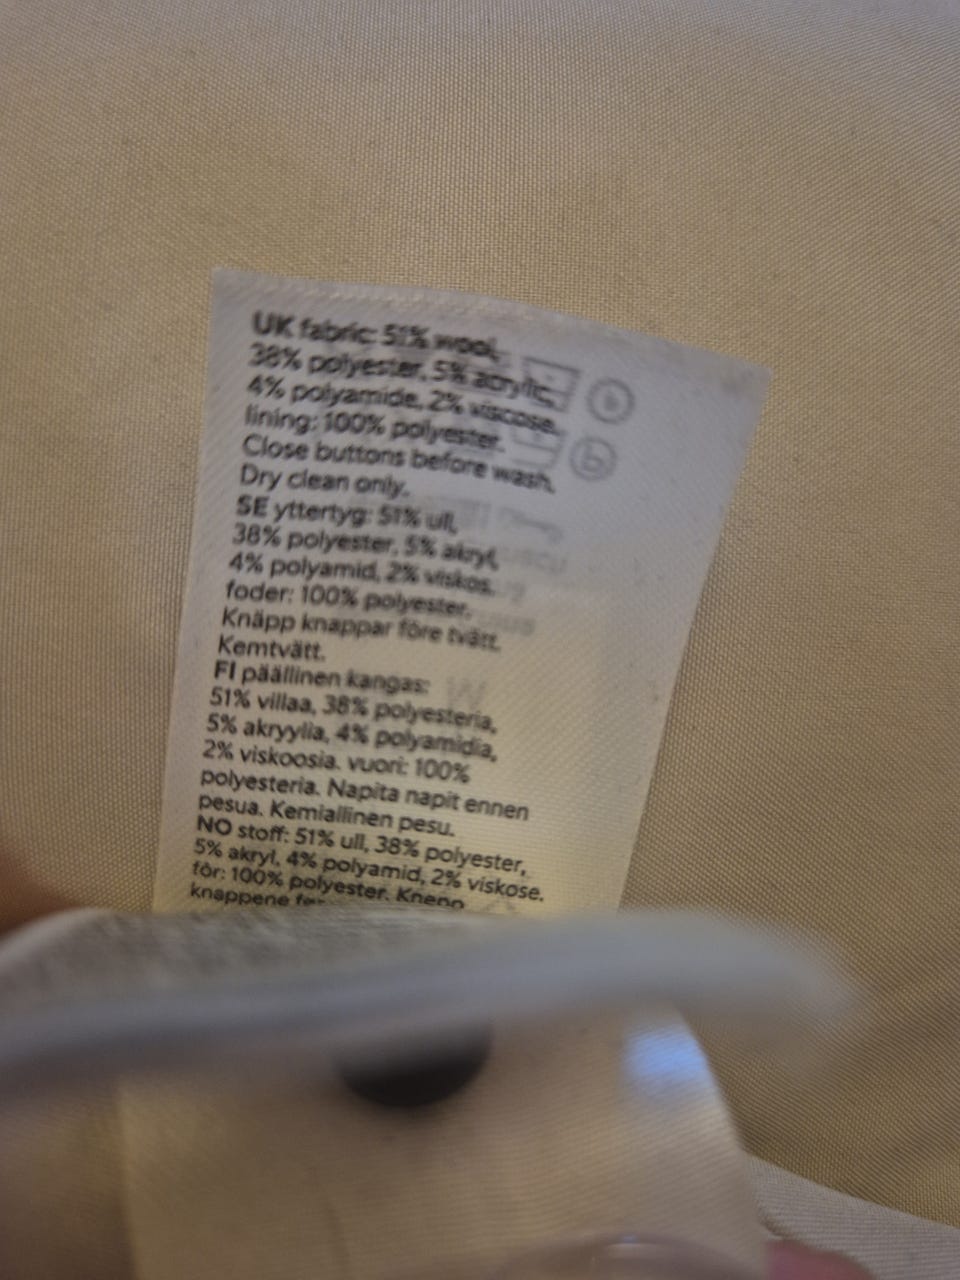 UK fabric: 51% wool,
38% polyester, 5% acrylic,
4% polyamide, 2% viscose.
lining: 100% polyester.
Close buttons before wash.
Dry clean only.
SE yttertyg: 51% ull,
38% polyester, 5% akryl,
4% polyamid, 2% viskos.
foder: 100% polyester.
Knäpp knappar före tvätt.
Kemtvätt.
FI päällinen kangas:
51% villaa, 38% polyesteria,
5% akryylia, 4% polyamidia,
2% viskoosia. vuori: 100%
polyesteria. Napita napit ennen
pesua. Kemiallinen pesu.
NO stoff: 51% ull, 38% polyester,
5% akryl, 4% polyamid, 2% viskose.
fôr: 100% polyester. Knepp
knappene